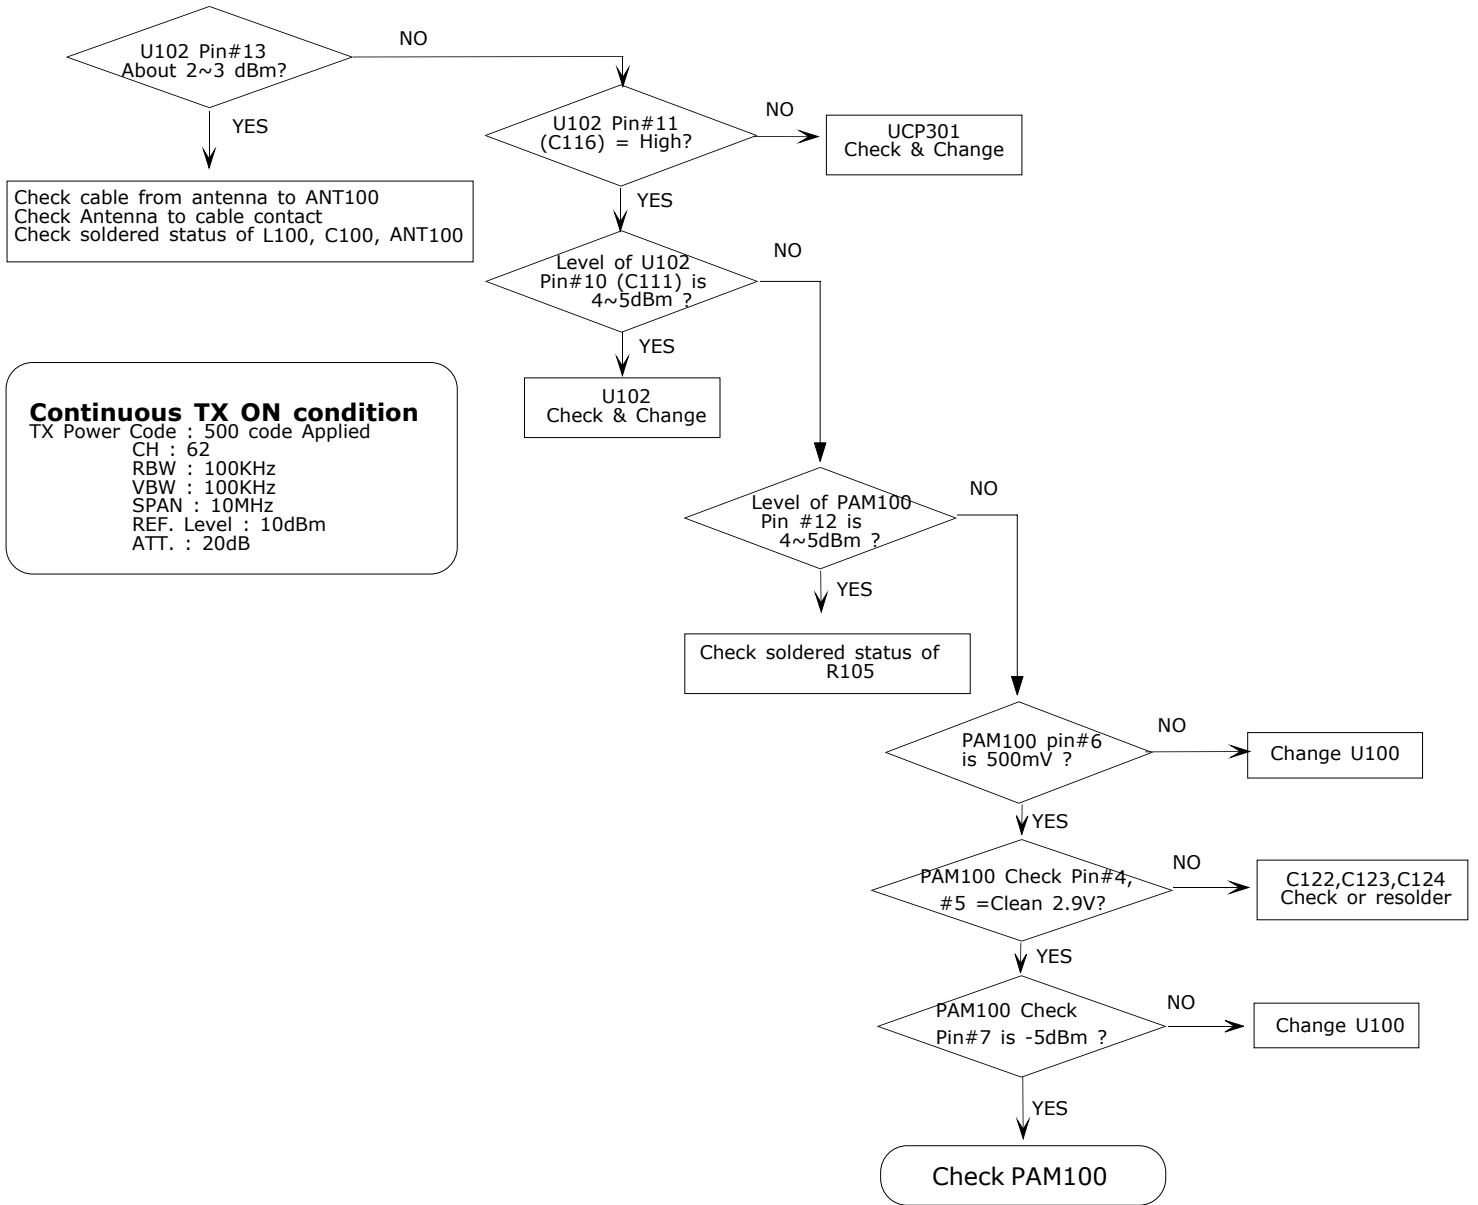 U102 Pin#13
About 2~3 dBm?
NO
YES
Check cable from antenna to ANT100
Check Antenna to cable contact
Check soldered status of L100, C100, ANT100
U102 Pin#11
(C116) = High?
NO
UCP301
Check & Change
YES
Level of U102
Pin#10 (C111) is
4~5dBm ?
NO
YES
U102
Check & Change
Continuous TX ON condition
TX Power Code : 500 code Applied
CH : 62
RBW : 100KHz
VBW : 100KHz
SPAN : 10MHz
REF. Level : 10dBm
ATT. : 20dB
Level of PAM100
Pin #12 is
4~5dBm ?
NO
YES
Check soldered status of
R105
PAM100 pin#6
is 500mV ?
NO
Change U100
YES
PAM100 Check Pin#4,
#5 =Clean 2.9V?
NO
C122,C123,C124
Check or resolder
YES
PAM100 Check
Pin#7 is -5dBm ?
NO
Change U100
YES
Check PAM100